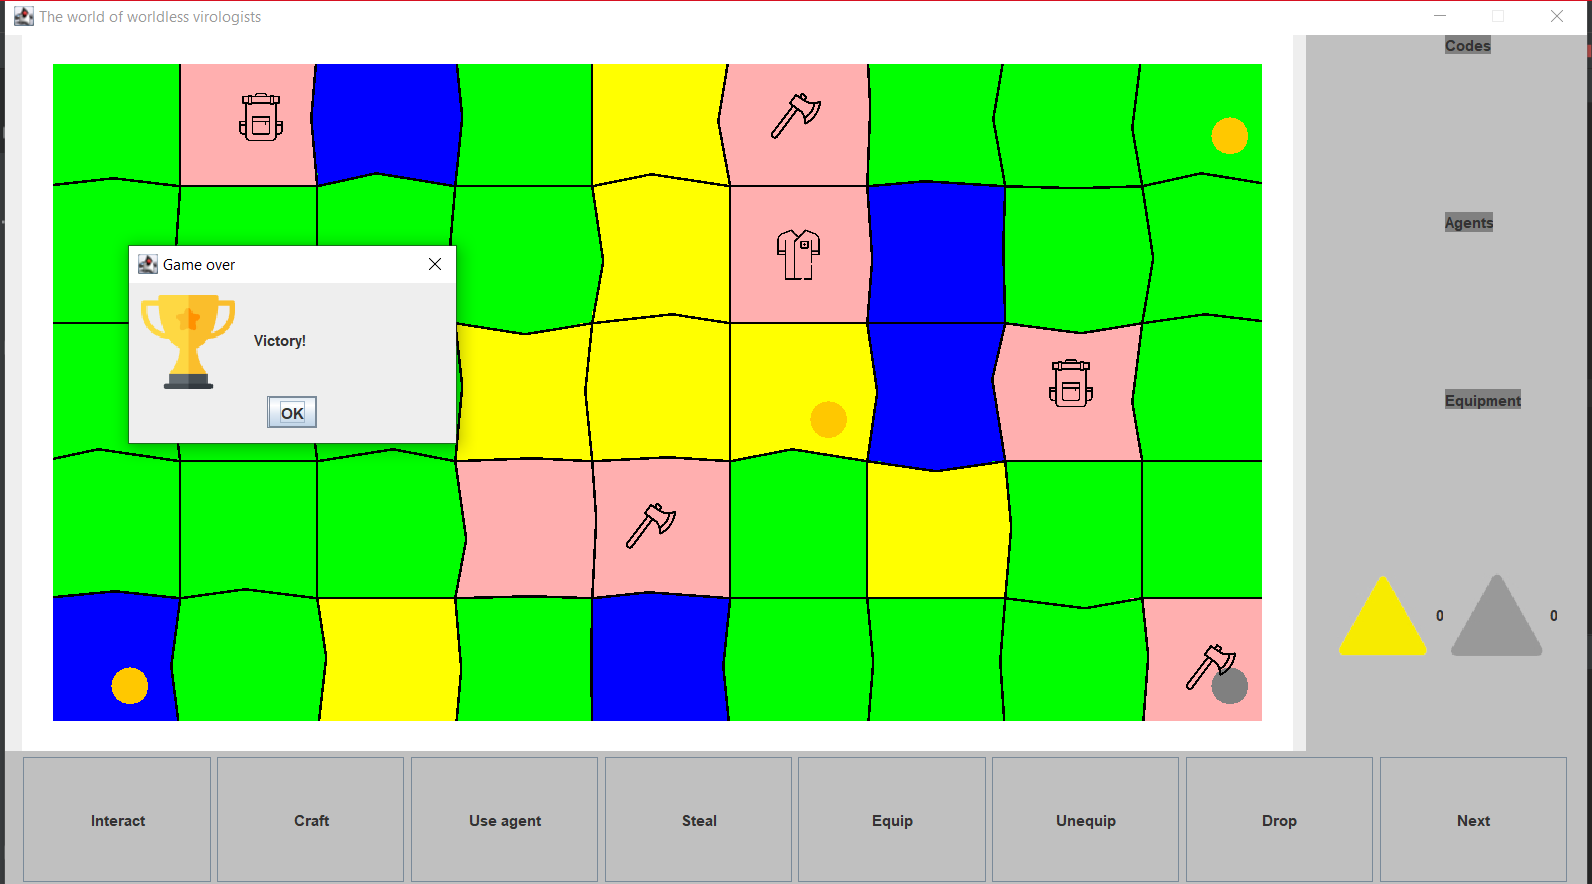 The world of worldless virologists
Codes
Agents
Game over
Victory!
OK
Equipment
0
0
Interact
Craft
Use agent
Steal
Equip
Unequip
Drop
Next